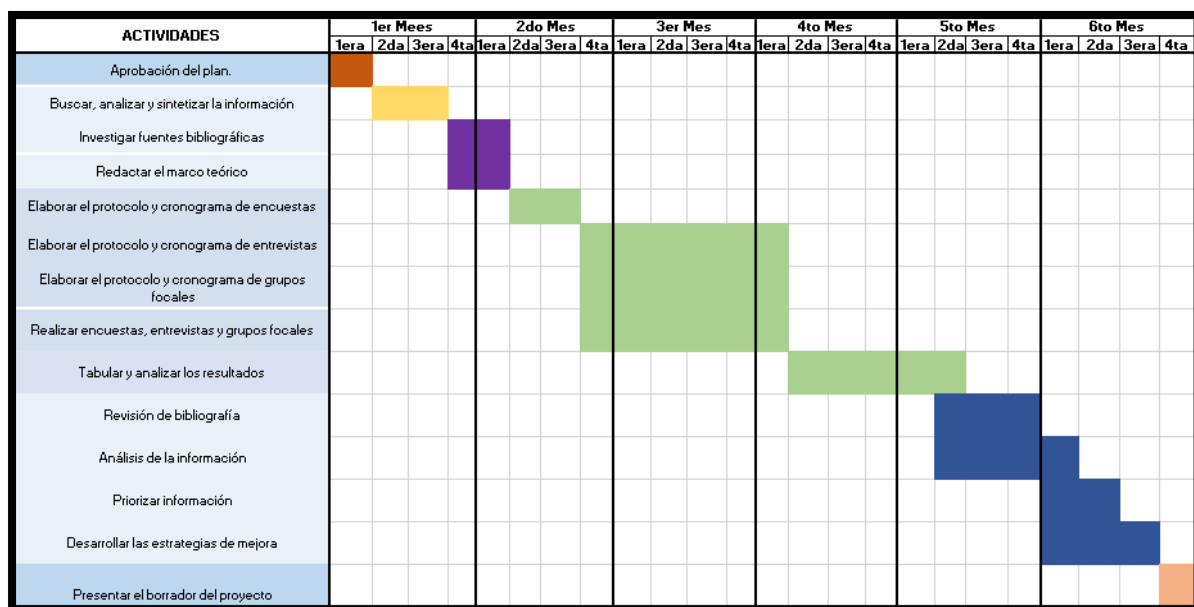 ACTIVIDADES
1er Mees 2do Mes 3er Mes 4to Mes 5to Mes 6to Mes
1era 2da 3era 4ta 1era 2da 3era 4ta 1era 2da 3era 4ta 1era 2da 3era 4ta 1era 2da 3era 4ta 1era 2da 3era 4ta
Aprobación del plan.
Buscar, analizar y sintetizar la información
Investigar fuentes bibliográficas
Redactar el marco teórico
Elaborar el protocolo y cronograma de encuestas
Elaborar el protocolo y cronograma de entrevistas
Elaborar el protocolo y cronograma de grupos
focales
Realizar encuestas, entrevistas y grupos focales
Tabular y analizar los resultados
Revisión de bibliografía
Análisis de la información
Priorizar información
Desarrollar las estrategias de mejora
Presentar el borrador del proyecto